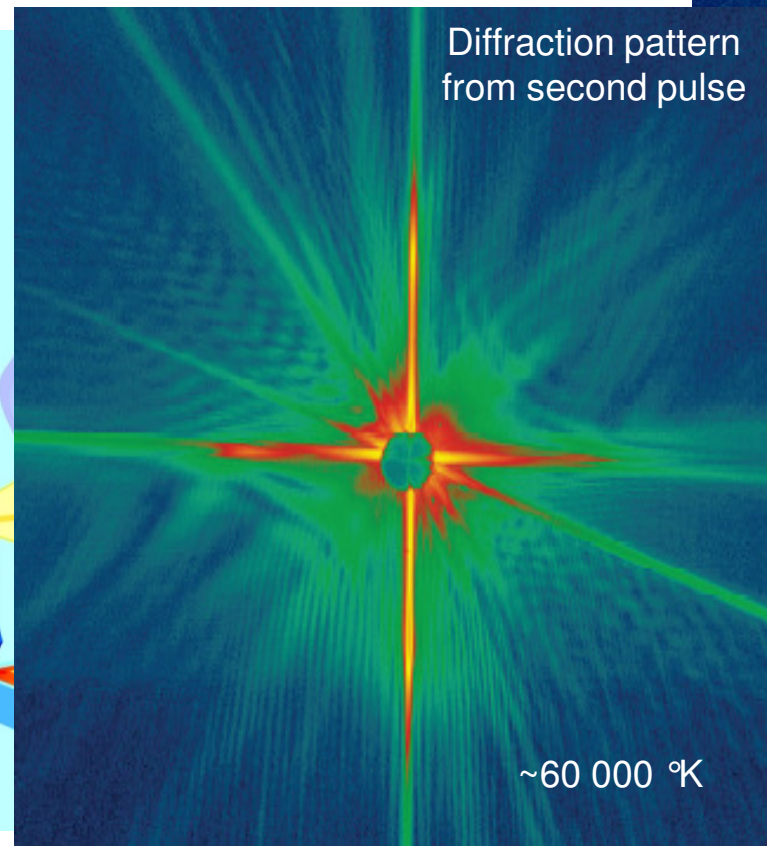 Diffraction pattern
from second pulse
~60 000 °K